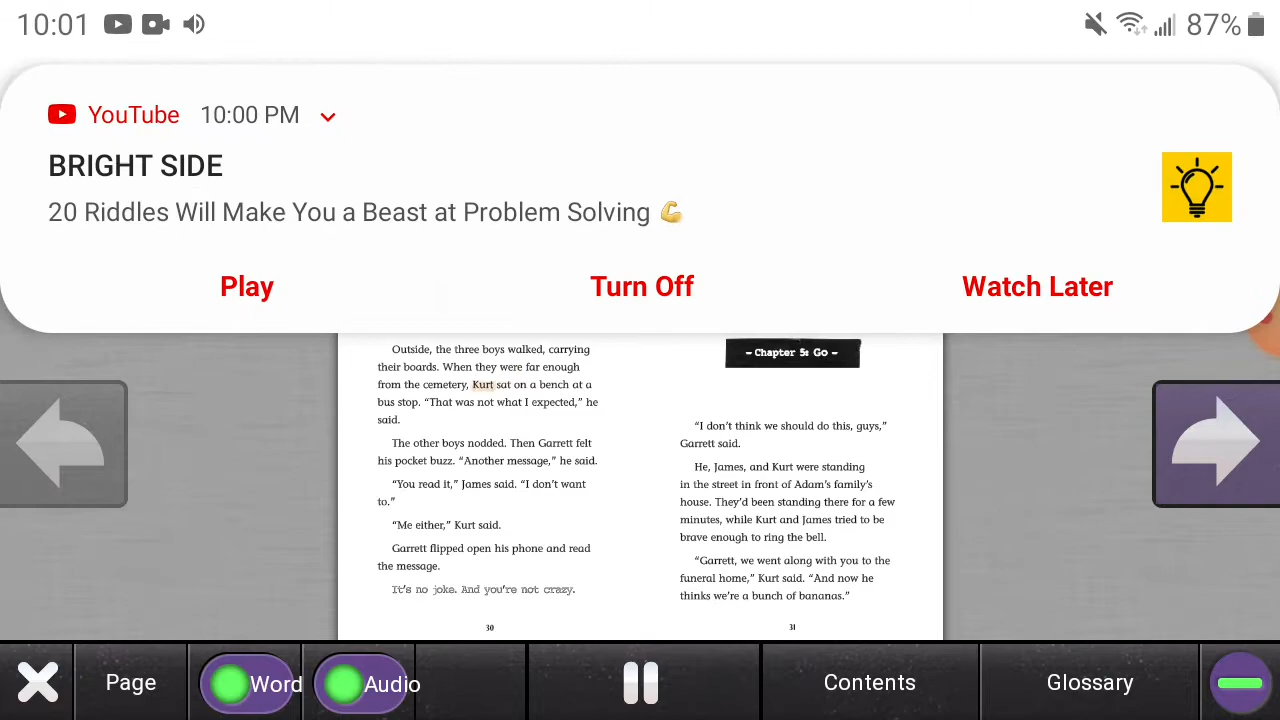 10:01
87%
YouTube 10:00 PM
BRIGHT SIDE
20 Riddles Will Make You a Beast at Problem Solving 💪
Play Turn Off Watch Later
Outside, the three boys walked, carrying
their boards. When they were far enough
from the cemetery, Kurt sat on a bench at a
bus stop. “That was not what I expected,” he
said.
The other boys nodded. Then Garrett felt
his pocket buzz. “Another message,” he said.
“You read it,” James said. “I don’t want
to.”
“Me either,” Kurt said.
Garrett flipped open his phone and read
the message.
It’s no joke. And you’re not crazy.
30
– Chapter 5: Go –
“I don’t think we should do this, guys,”
Garrett said.
He, James, and Kurt were standing
in the street in front of Adam’s family’s
house. They’d been standing there for a few
minutes, while Kurt and James tried to be
brave enough to ring the bell.
“Garrett, we went along with you to the
funeral home,” Kurt said. “And now he
thinks we’re a bunch of bananas.”
31
Page Word Audio Contents Glossary